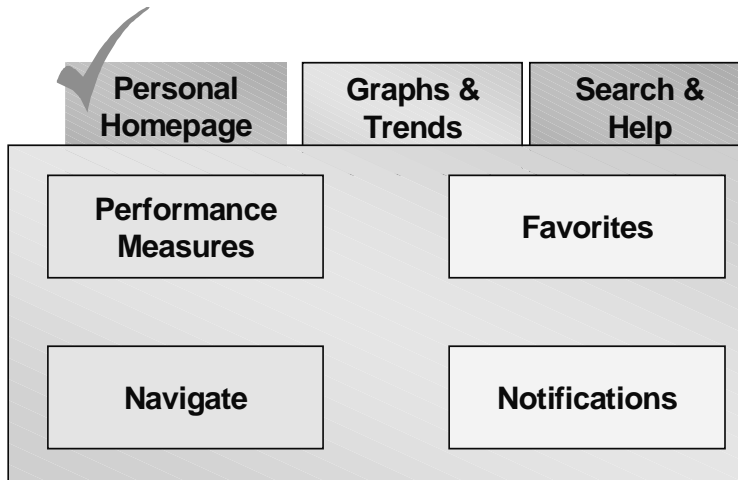 Personal
Homepage
Graphs &
Trends
Search &
Help
Performance
Measures
Favorites
Navigate
Notifications